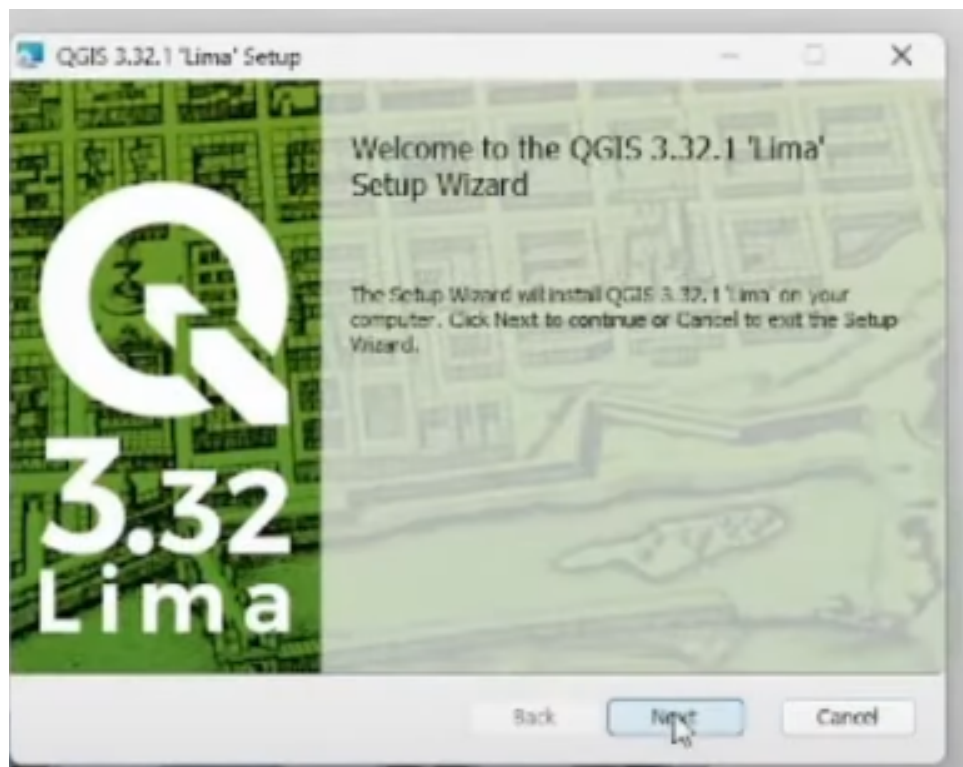 QGIS 3.32.1 'Lima' Setup
Welcome to the QGIS 3.32.1 'Lima'
Setup Wizard
The Setup Wizard will install QGIS 3.32.1 'Lima' on your
computer. Click Next to continue or Cancel to exit the Setup
Wizard.
3.32
Lima
Back
Next
Cancel